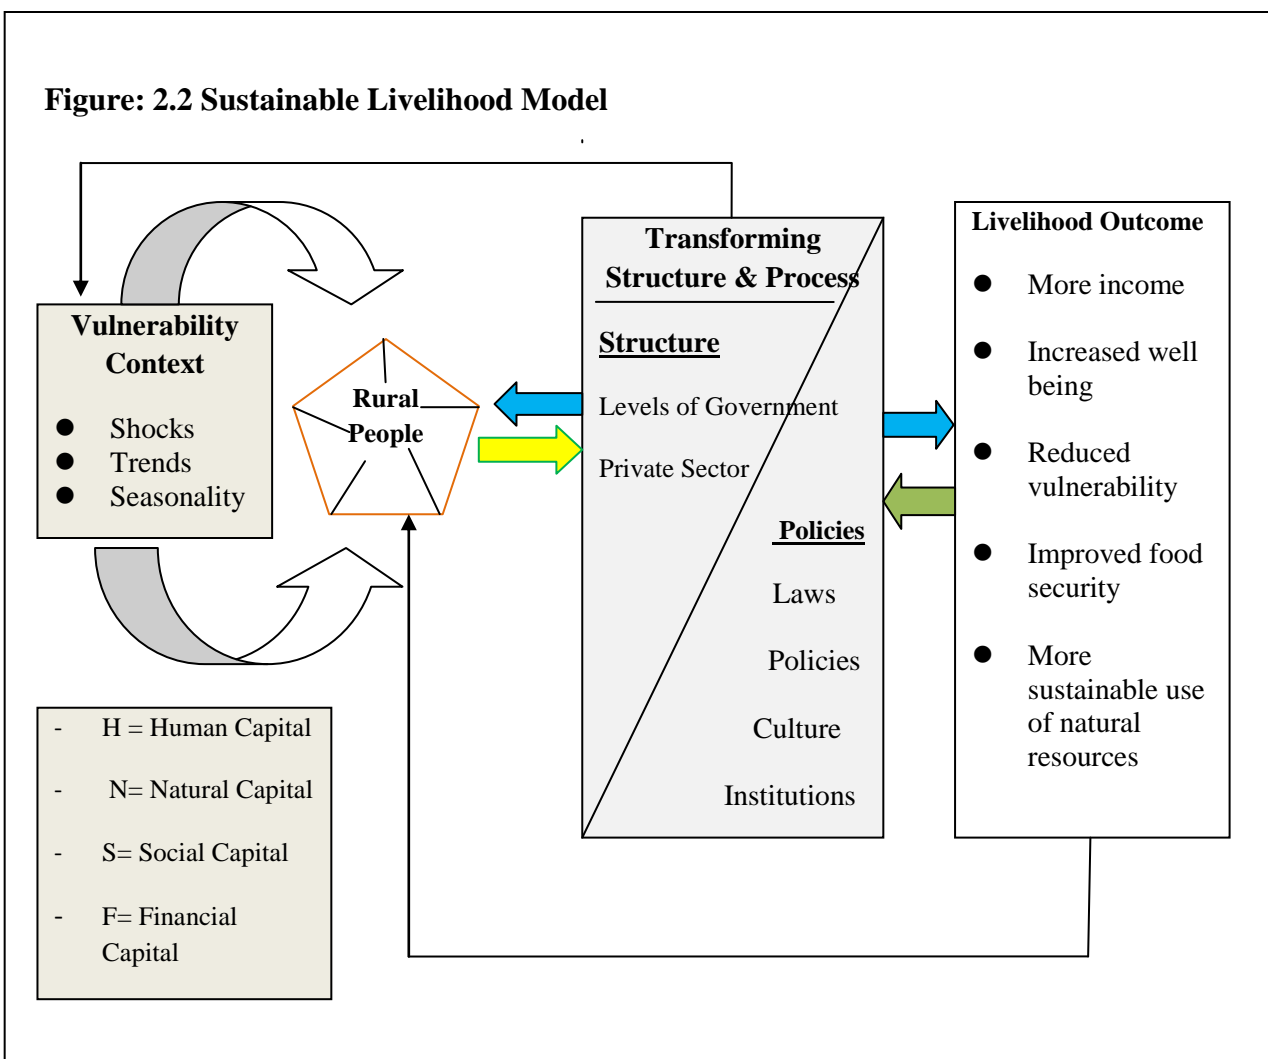 Figure: 2.2 Sustainable Livelihood Model
Vulnerability
Context
● Shocks
● Trends
● Seasonality
Rural
People
Transforming
Structure & Process
Structure
Levels of Government
Private Sector
Policies
Laws
Policies
Culture
Institutions
Livelihood Outcome
● More income
● Increased well
being
● Reduced
vulnerability
● Improved food
security
● More
sustainable use
of natural
resources
- H = Human Capital
- N= Natural Capital
- S= Social Capital
- F= Financial
Capital